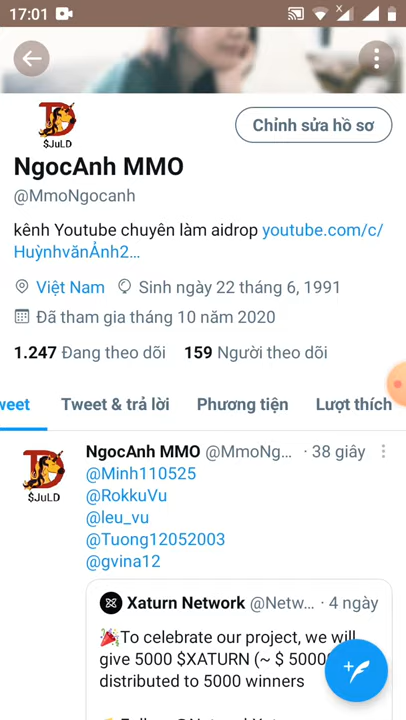 17:01
Chỉnh sửa hồ sơ
$JuLD
NgocAnh MMO
@MmoNgocanh
kênh Youtube chuyên làm aidrop youtube.com/c/
HuỳnhvănẢnh2…
Việt Nam Sinh ngày 22 tháng 6, 1991
Đã tham gia tháng 10 năm 2020
1.247 Đang theo dõi 159 Người theo dõi
weet Tweet & trả lời Phương tiện Lượt thích
NgocAnh MMO @MmoNg... · 38 giây
$JuLD
@Minh110525
@RokkuVu
@leu_vu
@Tuong12052003
@gvina12
Xaturn Network @Netw... · 4 ngày
🎉To celebrate our project, we will
give 5000 $XATURN (~ $ 5000
distributed to 5000 winners